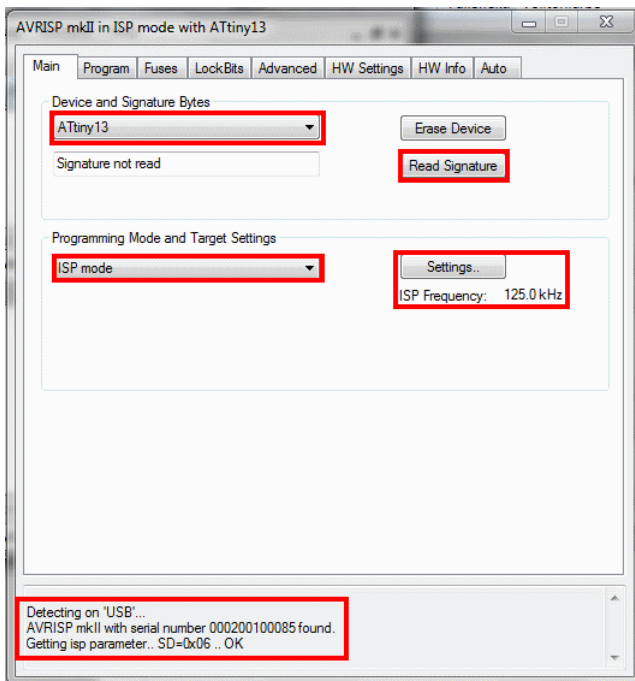 AVRISP mkII in ISP mode with ATtiny13
Main Program Fuses LockBits Advanced HW Settings HW Info Auto
Device and Signature Bytes
ATtiny13
Erase Device
Signature not read
Read Signature
Programming Mode and Target Settings
ISP mode
Settings..
ISP Frequency: 125.0 kHz
Detecting on 'USB'...
AVRISP mkII with serial number 000200100085 found.
Getting isp parameter.. SD=0x06 .. OK